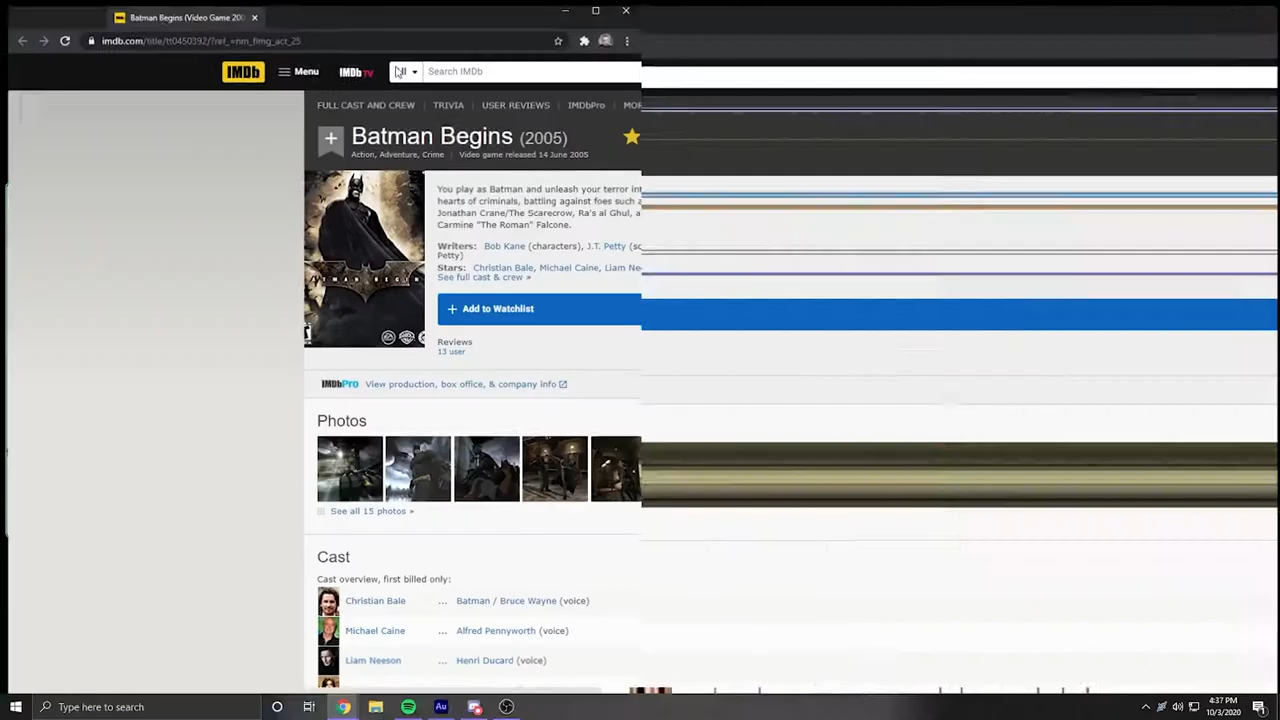 Batman Begins (Video Game 200
imdb.com/title/tt0450392/?ref_=nm_flmg_act_25
IMDb
Menu
IMDb TV
Search IMDb
FULL CAST AND CREW
TRIVIA
USER REVIEWS
IMDbPro
MOR
Batman Begins (2005)
Action, Adventure, Crime | Video game released 14 June 2005
You play as Batman and unleash your terror int
hearts of criminals, battling against foes such a
Jonathan Crane/The Scarecrow, Ra's al Ghul, a
Carmine "The Roman" Falcone.
Writers: Bob Kane (characters), J.T. Petty (sc
Petty)
Stars: Christian Bale, Michael Caine, Liam Ne
See full cast & crew »
+ Add to Watchlist
Reviews
13 user
IMDbPro View production, box office, & company info
Photos
See all 15 photos »
Cast
Cast overview, first billed only:
Christian Bale ... Batman / Bruce Wayne (voice)
Michael Caine ... Alfred Pennyworth (voice)
Liam Neeson ... Henri Ducard (voice)
Type here to search
Au
4:37 PM
10/3/2020